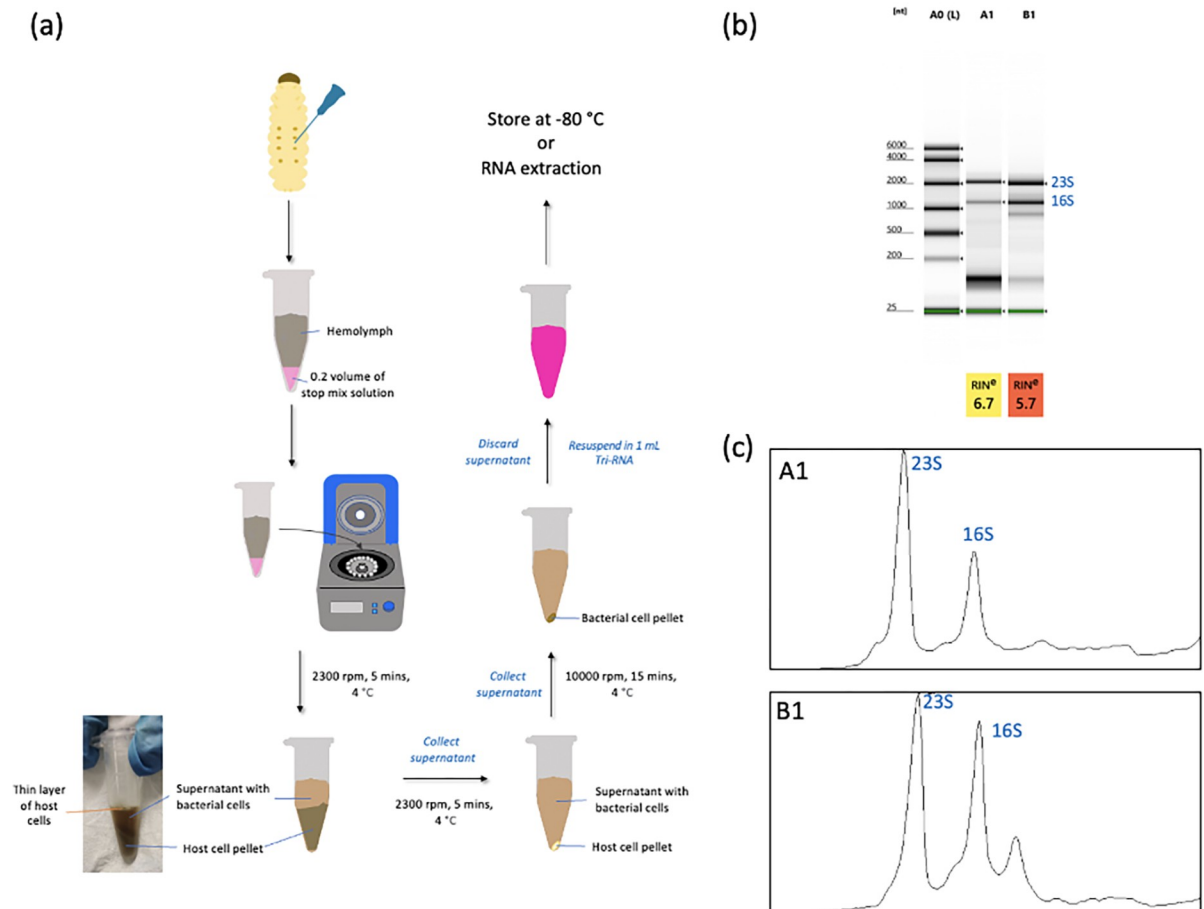 (a)
Store at -80 °C
or
RNA extraction
Hemolymph
0.2 volume of
stop mix solution
Discard
supernatant
Resuspend in 1 mL
Tri-RNA
Bacterial cell pellet
2300 rpm, 5 mins,
4 °C
Collect
supernatant
10000 rpm, 15 mins,
4 °C
Thin layer
of host
cells
Supernatant with
bacterial cells
Host cell pellet
Collect
supernatant
2300 rpm, 5 mins,
4 °C
Supernatant with
bacterial cells
Host cell pellet
(b)
[nt] A0 (L) A1 B1
6000
4000
2000
1000
500
200
25
23S
16S
RINe
6.7
RINe
5.7
(c)
A1
23S
16S
B1
23S
16S